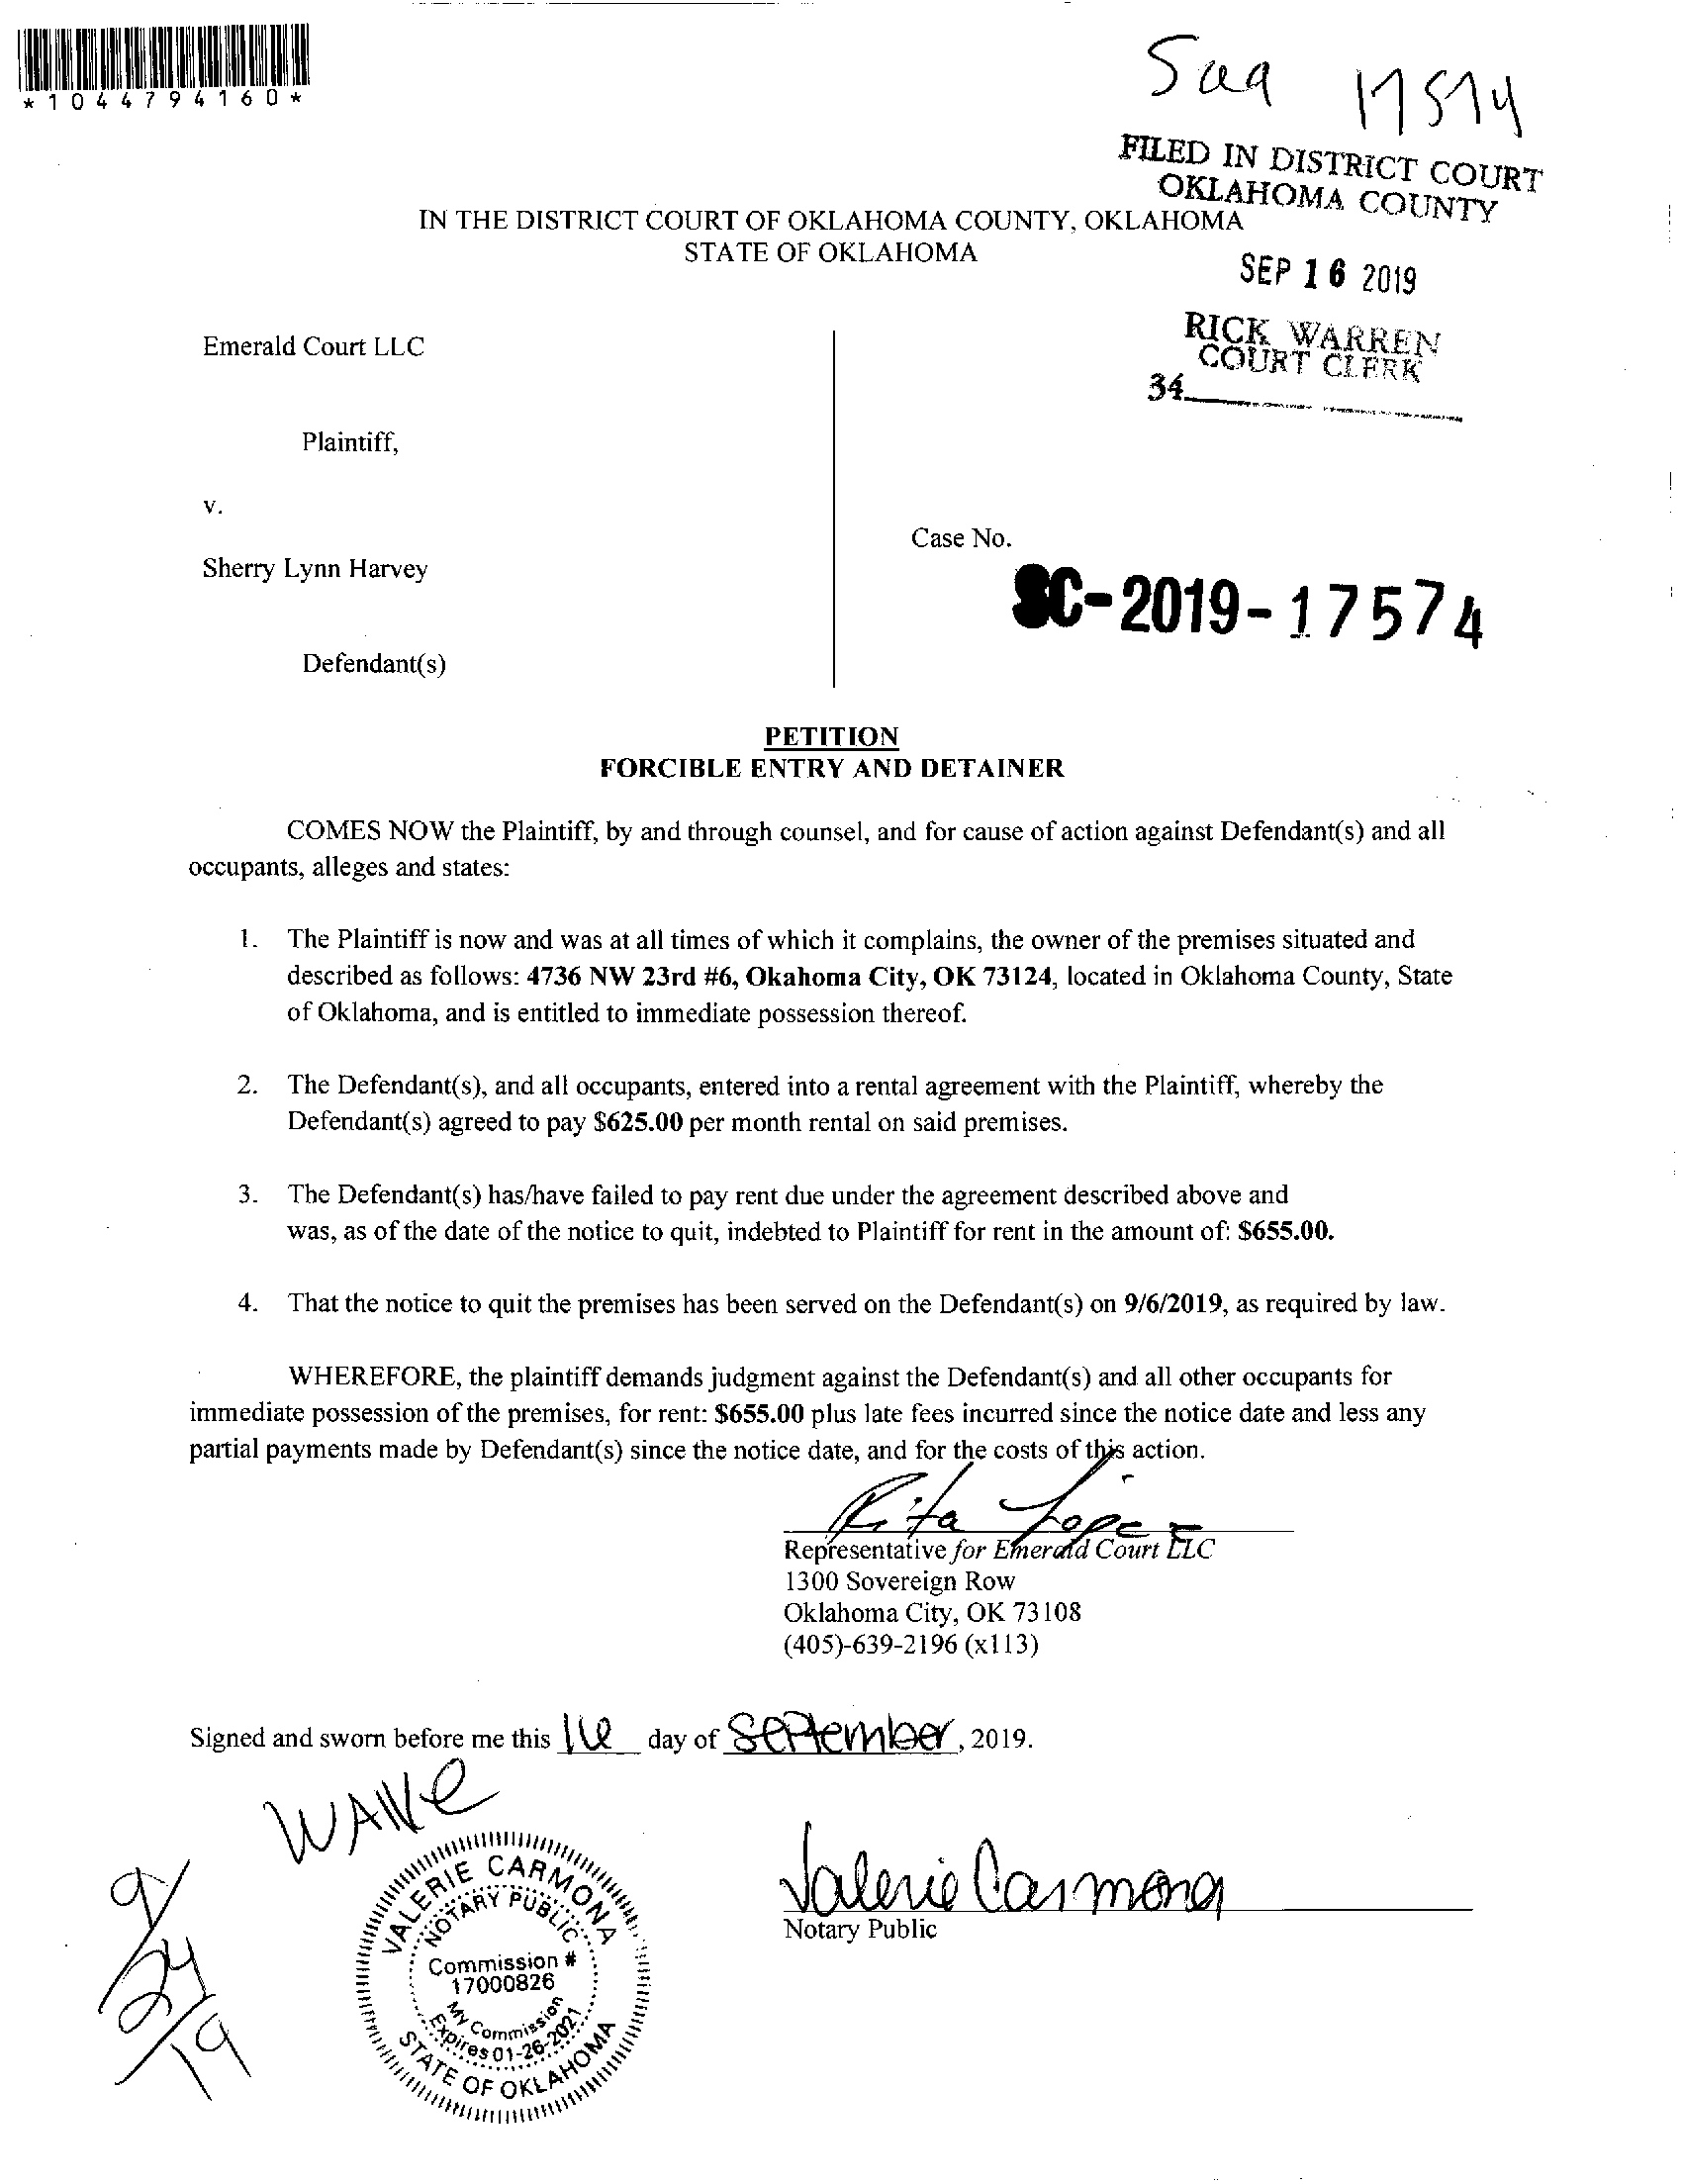 *1044794160*
Saa 17574
FILED IN DISTRICT COURT
OKLAHOMA COUNTY
IN THE DISTRICT COURT OF OKLAHOMA COUNTY, OKLAHOMA
STATE OF OKLAHOMA
SEP 16 2019
RICK WARREN
COURT CLERK
34
Emerald Court LLC
Plaintiff,
v.
Case No.
Sherry Lynn Harvey
SC-2019-17574
Defendant(s)
PETITION
FORCIBLE ENTRY AND DETAINER
COMES NOW the Plaintiff, by and through counsel, and for cause of action against Defendant(s) and all
occupants, alleges and states:
1. The Plaintiff is now and was at all times of which it complains, the owner of the premises situated and
described as follows: 4736 NW 23rd #6, Okahoma City, OK 73124, located in Oklahoma County, State
of Oklahoma, and is entitled to immediate possession thereof.
2. The Defendant(s), and all occupants, entered into a rental agreement with the Plaintiff, whereby the
Defendant(s) agreed to pay $625.00 per month rental on said premises.
3. The Defendant(s) has/have failed to pay rent due under the agreement described above and
was, as of the date of the notice to quit, indebted to Plaintiff for rent in the amount of: $655.00.
4. That the notice to quit the premises has been served on the Defendant(s) on 9/6/2019, as required by law.
WHEREFORE, the plaintiff demands judgment against the Defendant(s) and all other occupants for
immediate possession of the premises, for rent: $655.00 plus late fees incurred since the notice date and less any
partial payments made by Defendant(s) since the notice date, and for the costs of this action.
Rita Lopez
Representative for Emerald Court LLC
1300 Sovereign Row
Oklahoma City, OK 73108
(405)-639-2196 (x113)
Signed and sworn before me this 16 day of September, 2019.
WAIVE
9/24/19
VALERIE CARMONA
NOTARY PUBLIC
Commission #
17000826
My Commission
Expires 01-26-2021
STATE OF OKLAHOMA
Valerie Carmona
Notary Public